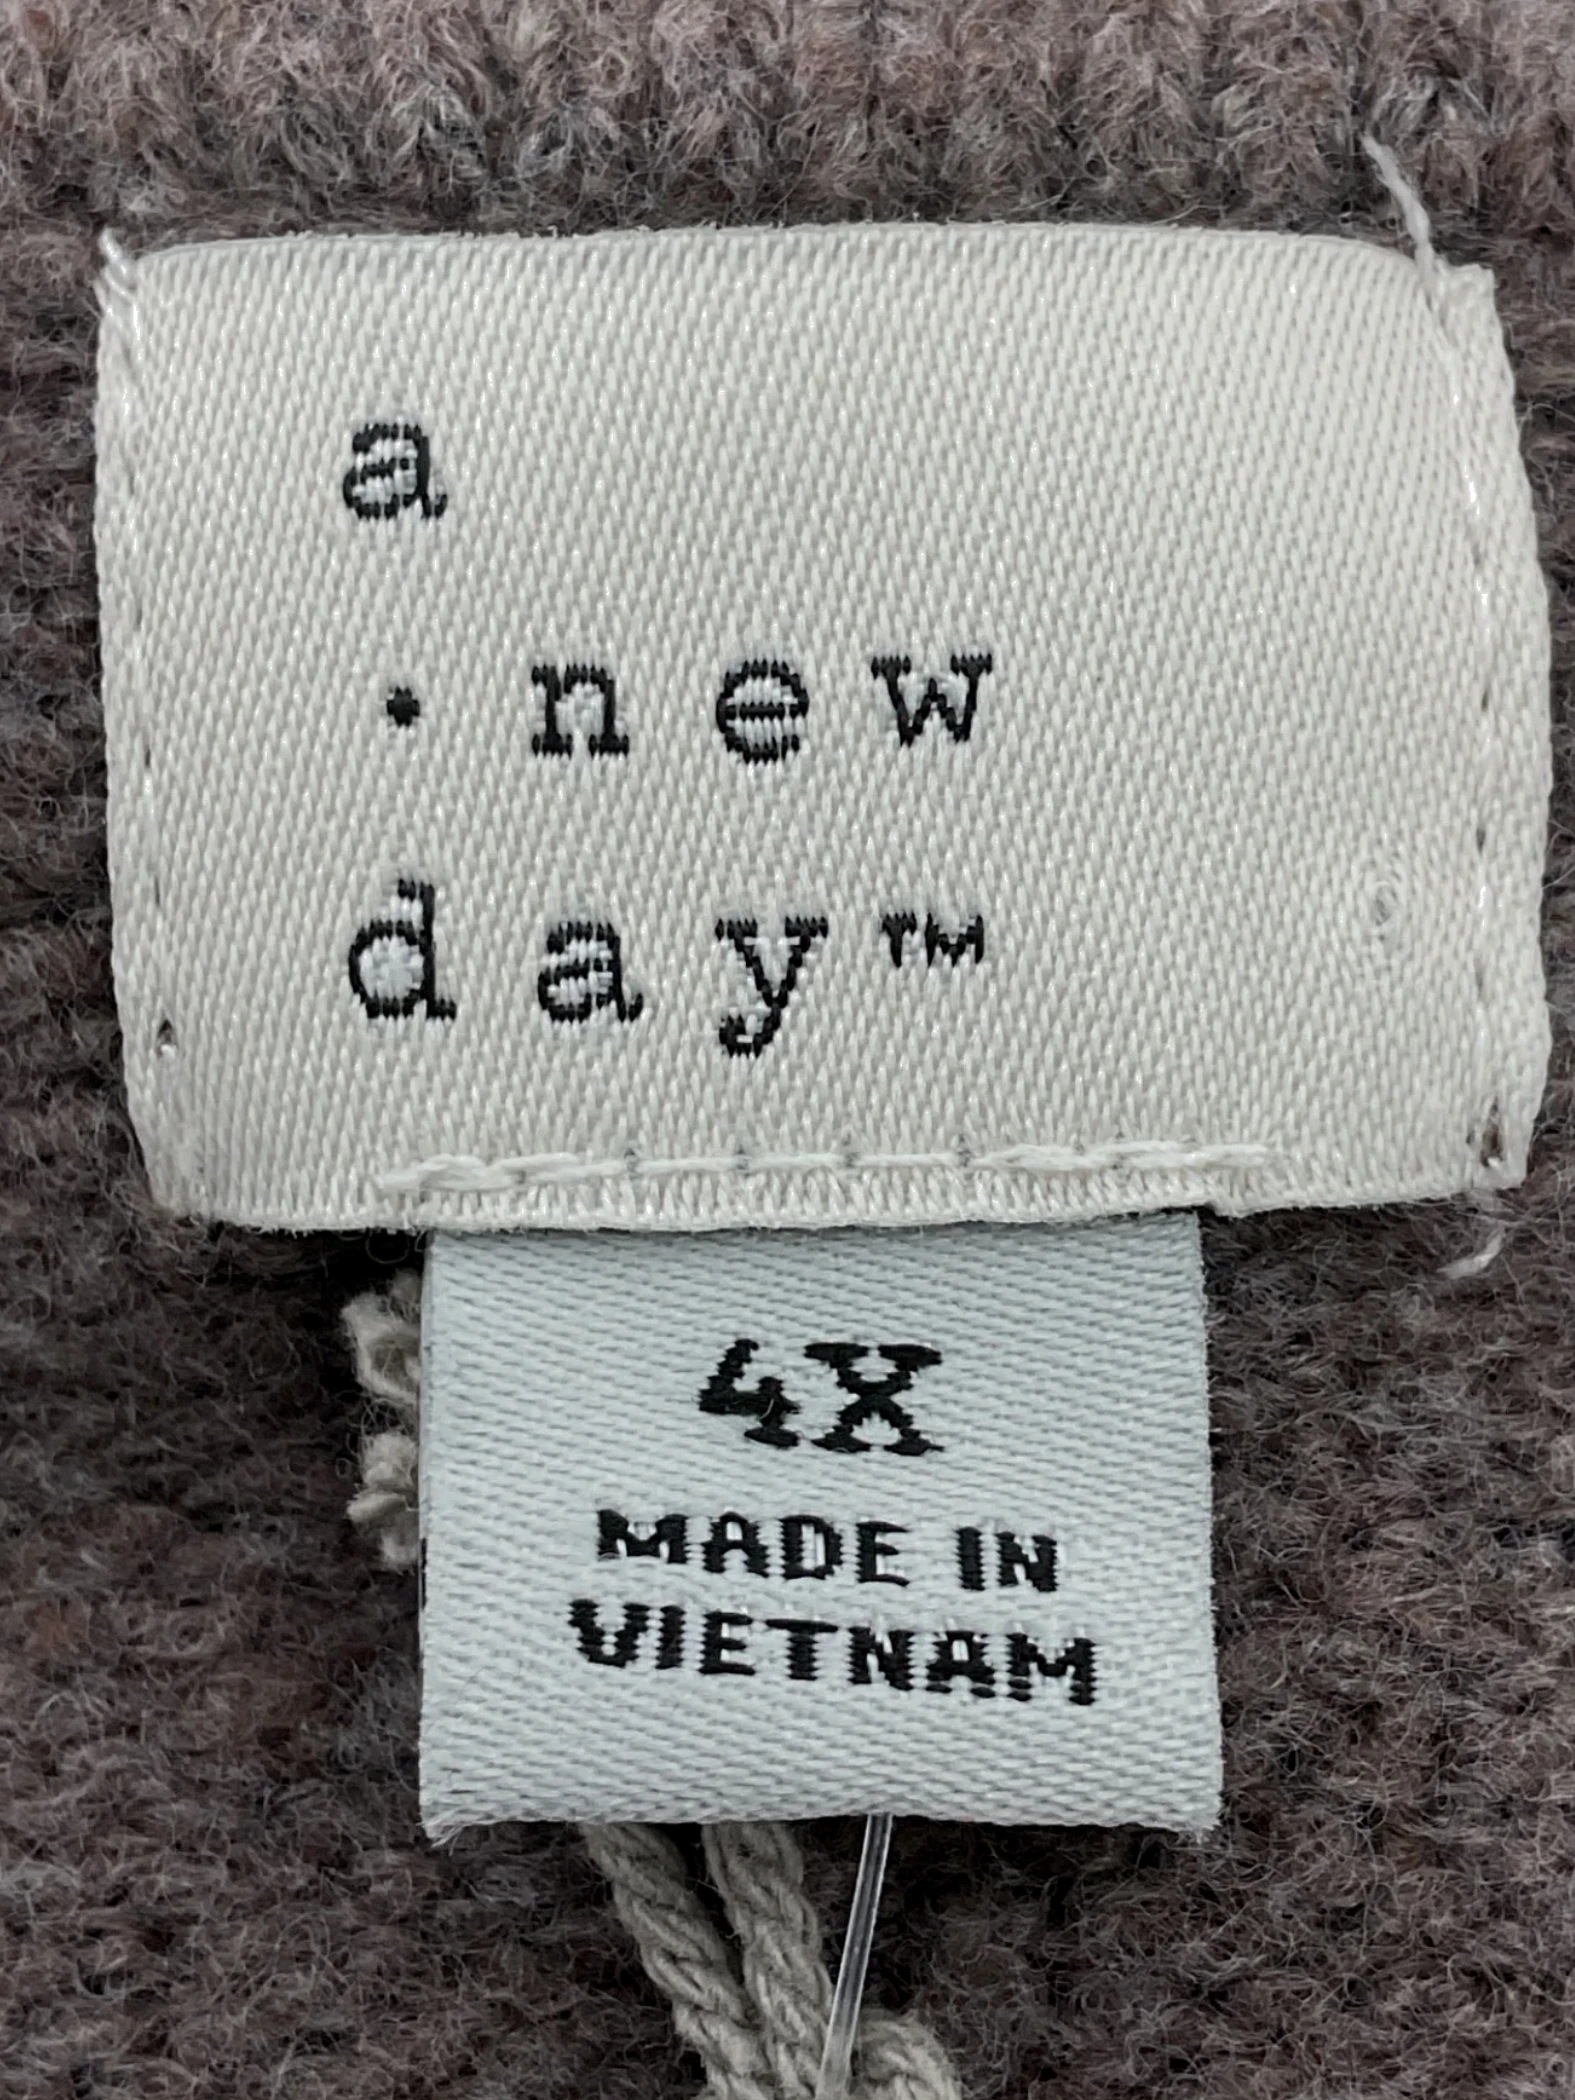 a
· new
day™
4X
MADE IN
VIETNAM